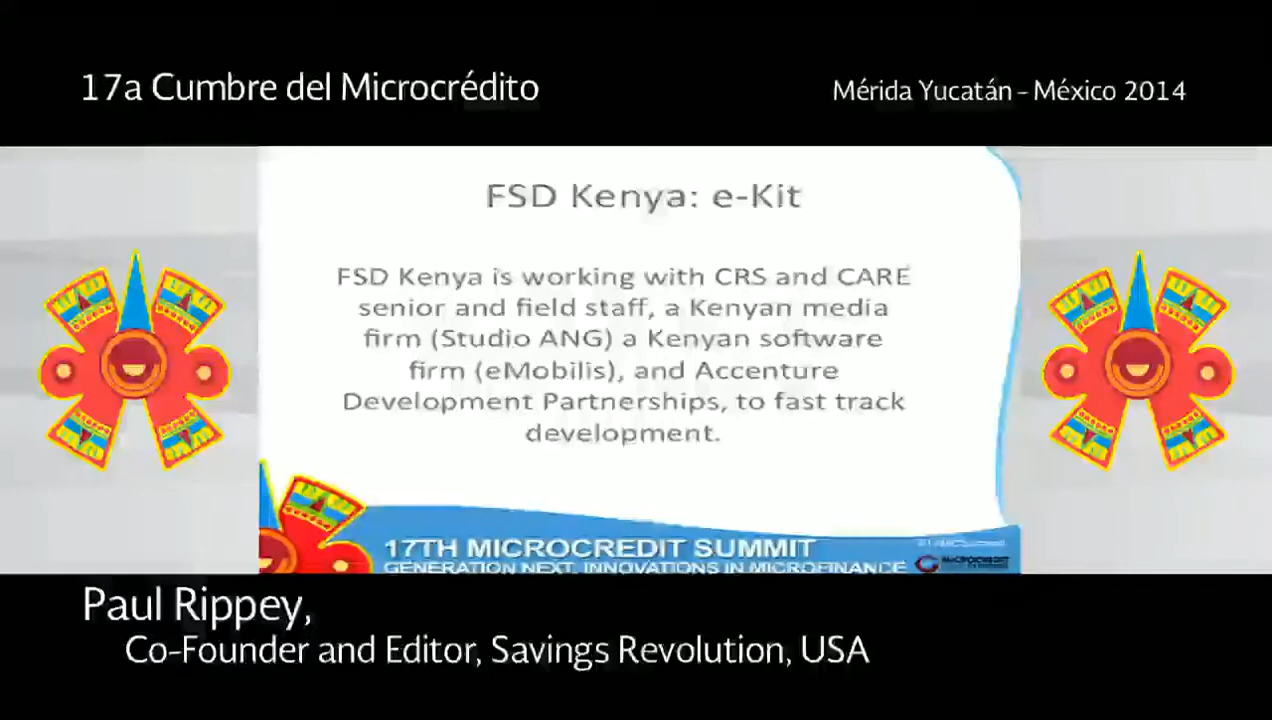 17a Cumbre del Microcrédito
Mérida Yucatán - México 2014
FSD Kenya: e-Kit
FSD Kenya is working with CRS and CARE
senior and field staff, a Kenyan media
firm (Studio ANG) a Kenyan software
firm (eMobilis), and Accenture
Development Partnerships, to fast track
development.
17TH MICROCREDIT SUMMIT
GENERATION NEXT: INNOVATIONS IN MICROFINANCE
MICROCREDIT
Paul Rippey,
Co-Founder and Editor, Savings Revolution, USA